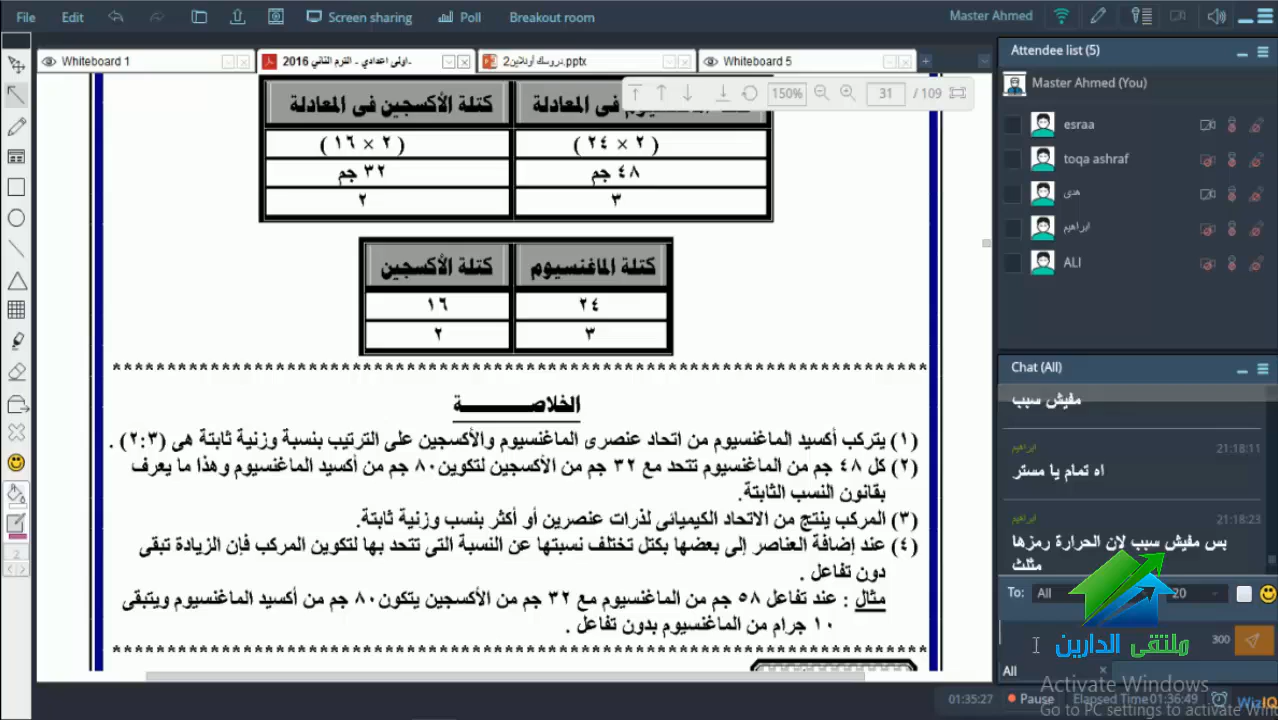 File Edit Screen sharing Poll Breakout room Master Ahmed
Whiteboard 1
اولى اعدادي - الترم الثاني 2016-
دروسك أونلاين2.pptx
Whiteboard 5
150% 31 / 109
فى المعادلة كتلة الأكسجين فى المعادلة
( ٢ × ٢٤ ) ( ٢ × ١٦ )
٤٨ جم ٣٢ جم
٣ ٢
كتلة الماغنسيوم كتلة الأكسجين
٢٤ ١٦
٣ ٢
************************************************************
الخلاصـــــــــة
(١) يتركب أكسيد الماغنسيوم من اتحاد عنصرى الماغنسيوم والأكسجين على الترتيب بنسبة وزنية ثابتة هى (٢:٣) .
(٢) كل ٤٨ جم من الماغنسيوم تتحد مع ٣٢ جم من الأكسجين لتكوين ٨٠ جم من أكسيد الماغنسيوم وهذا ما يعرف
بقانون النسب الثابتة.
(٣) المركب ينتج من الاتحاد الكيميائى لذرات عنصرين أو أكثر بنسب وزنية ثابتة.
(٤) عند إضافة العناصر إلى بعضها بكتل تختلف نسبتها عن النسبة التى تتحد بها لتكوين المركب فإن الزيادة تبقى
دون تفاعل .
مثال : عند تفاعل ٥٨ جم من الماغنسيوم مع ٣٢ جم من الأكسجين يتكون ٨٠ جم من أكسيد الماغنسيوم ويتبقى
١٠ جرام من الماغنسيوم بدون تفاعل .
************************************************************
2
Attendee list (5)
Master Ahmed (You)
esraa
toqa ashraf
هدى
ابراهيم
ALI
Chat (All)
مفيش سبب
ابراهيم 21:18:11
اه تمام يا مستر
ابراهيم 21:18:23
بس مفيش سبب لان الحرارة رمزها
مثلث
To: All 20
300
ملتقى الدارين
All
Activate Windows
Go to PC settings to activate Win
01:35:27 Pause Elapsed Time 01:36:49 WizIQ